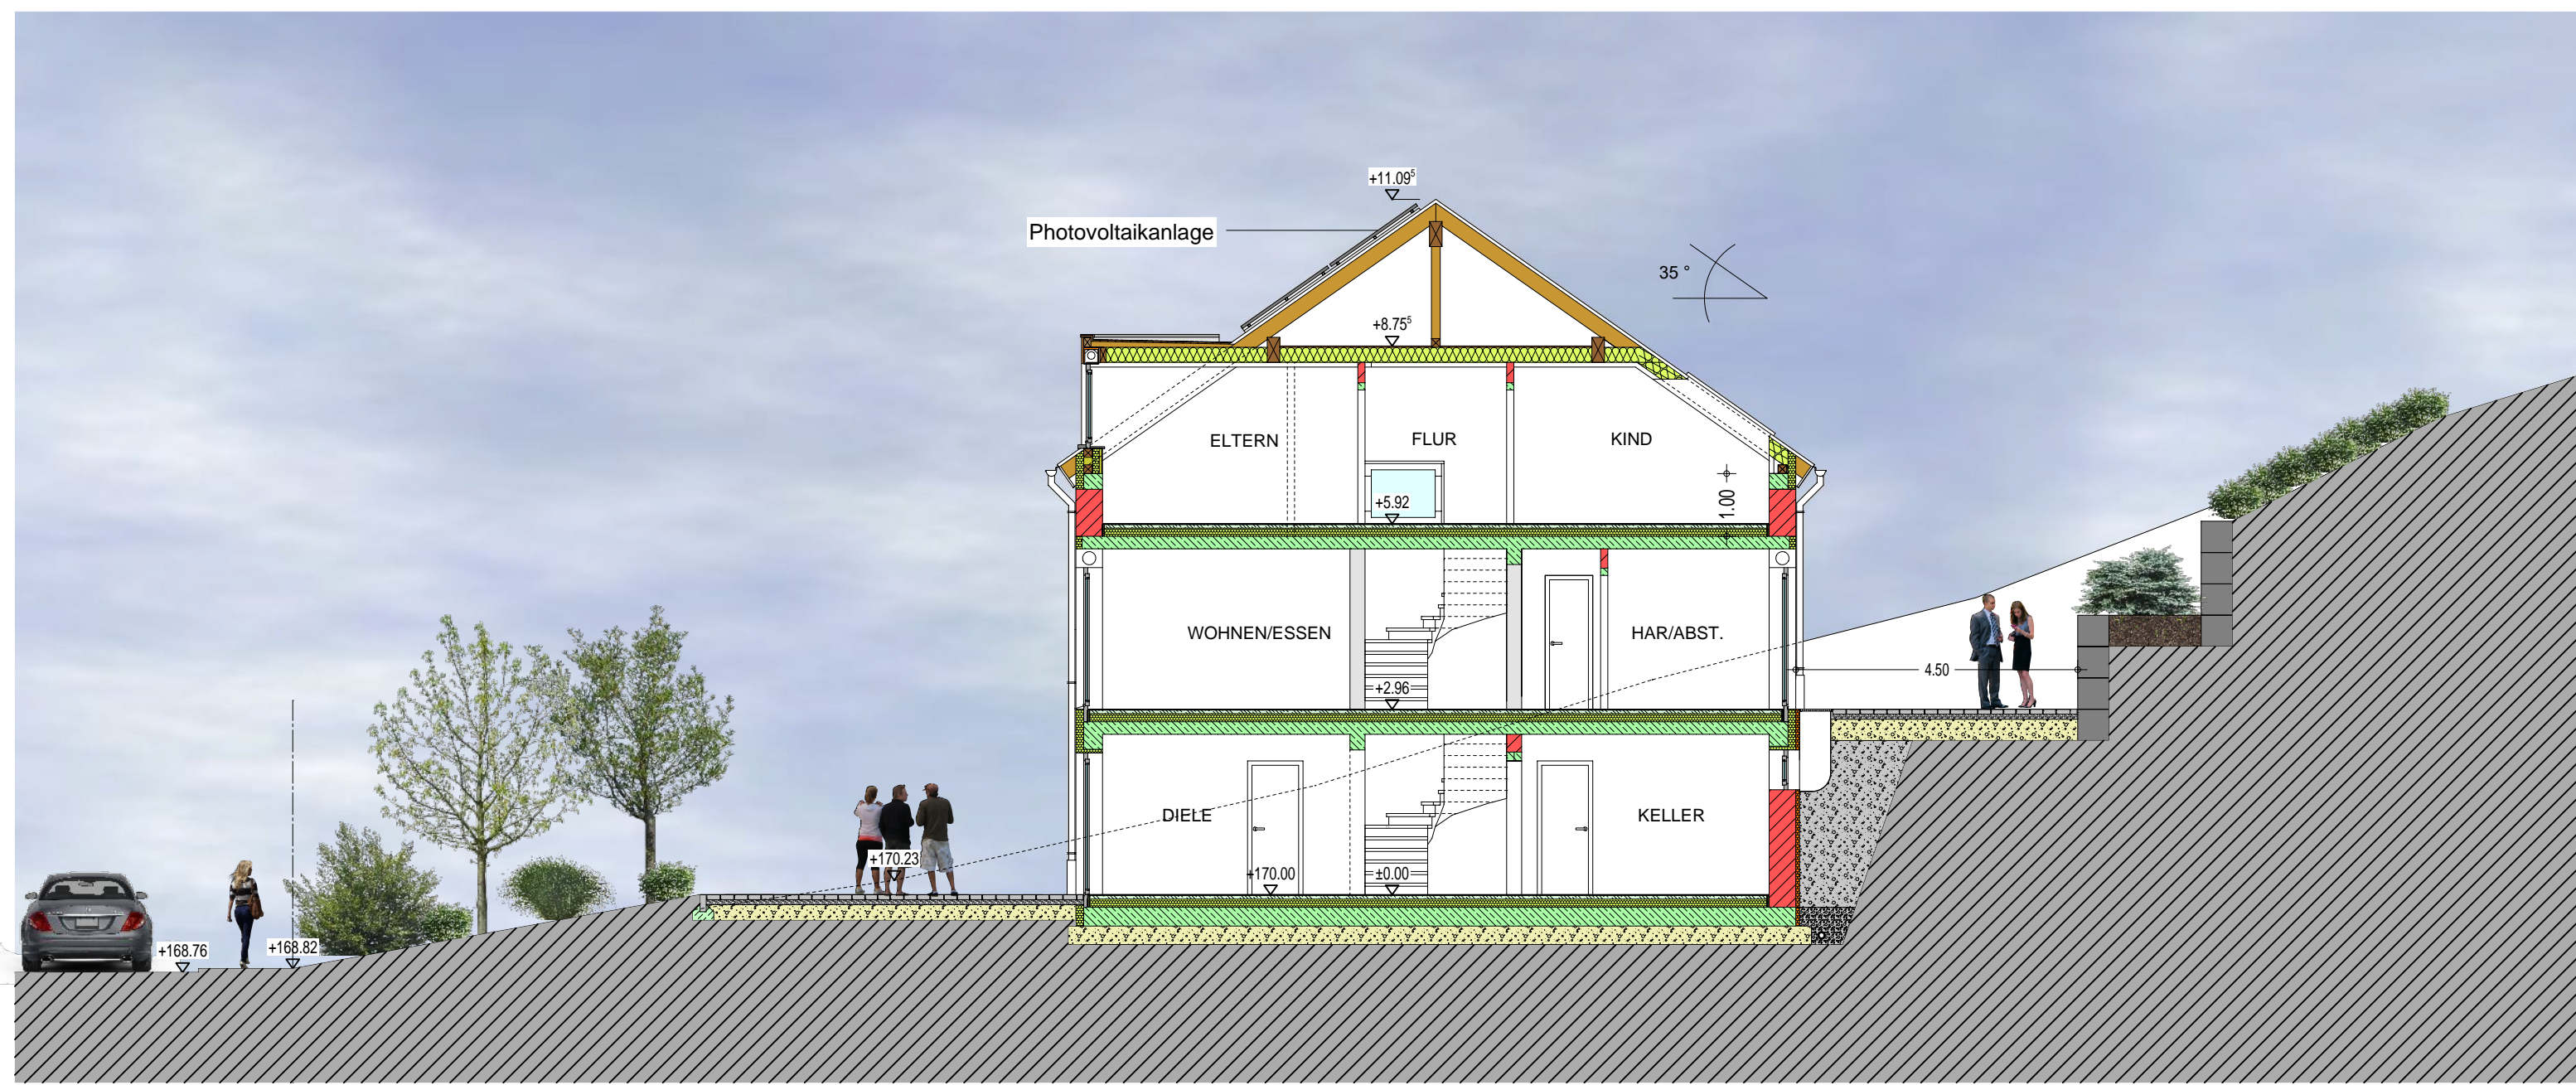 +11.09⁵
Photovoltaikanlage
35 °
+8.75⁵
ELTERN
FLUR
KIND
+5.92
1.00
WOHNEN/ESSEN
HAR/ABST.
+2.96
4.50
DIELE
KELLER
+170.23
+170.00
±0.00
+168.76
+168.82